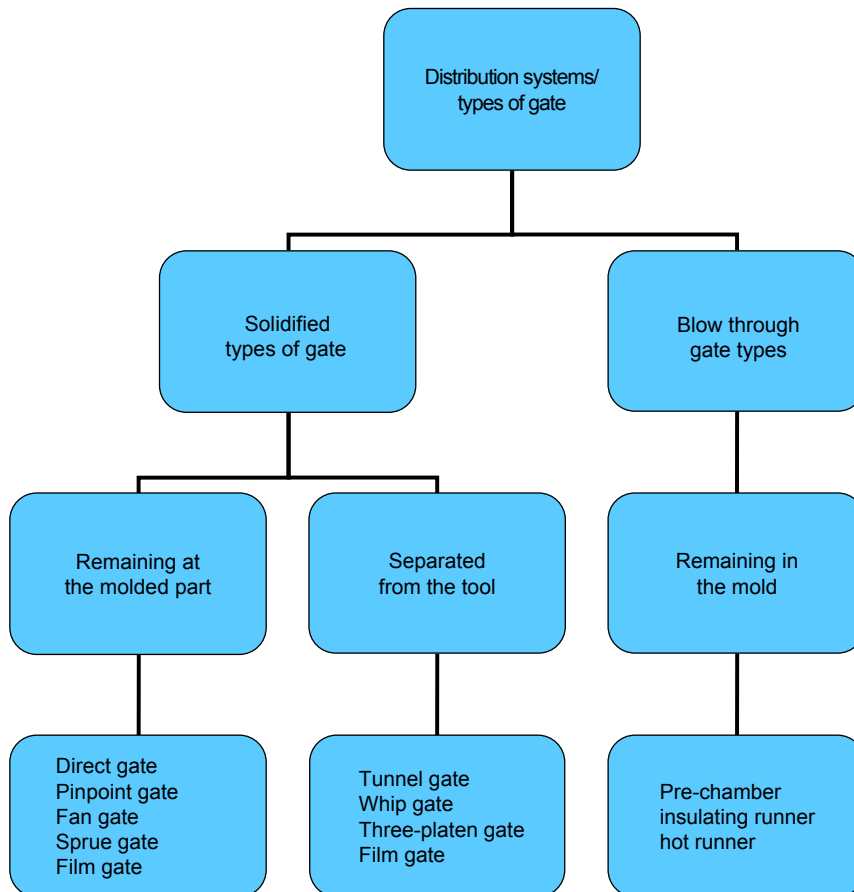 Distribution systems/
types of gate
Solidified
types of gate
Blow through
gate types
Remaining at
the molded part
Separated
from the tool
Remaining in
the mold
Direct gate
Pinpoint gate
Fan gate
Sprue gate
Film gate
Tunnel gate
Whip gate
Three-platen gate
Film gate
Pre-chamber
insulating runner
hot runner